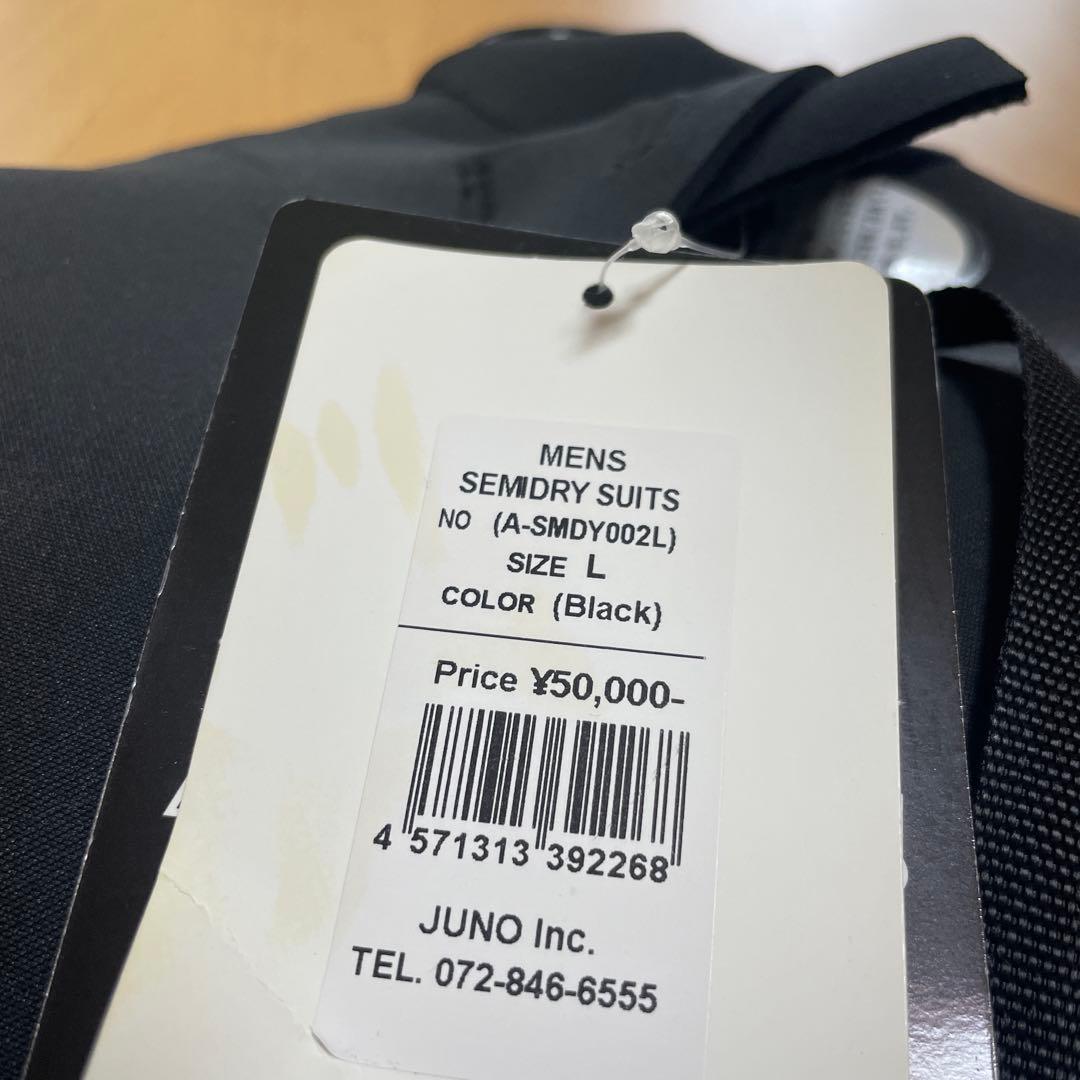 MENS
SEMIDRY SUITS
NO (A-SMDY002L)
SIZE L
COLOR (Black)
Price ¥50,000-
4 571313 392268
JUNO Inc.
TEL. 072-846-6555